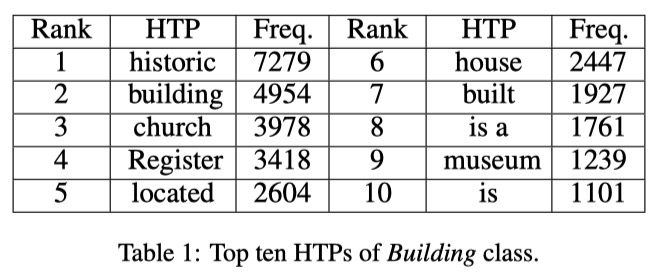 Rank HTP Freq. Rank HTP Freq.
1 historic 7279 6 house 2447
2 building 4954 7 built 1927
3 church 3978 8 is a 1761
4 Register 3418 9 museum 1239
5 located 2604 10 is 1101
Table 1: Top ten HTPs of Building class.